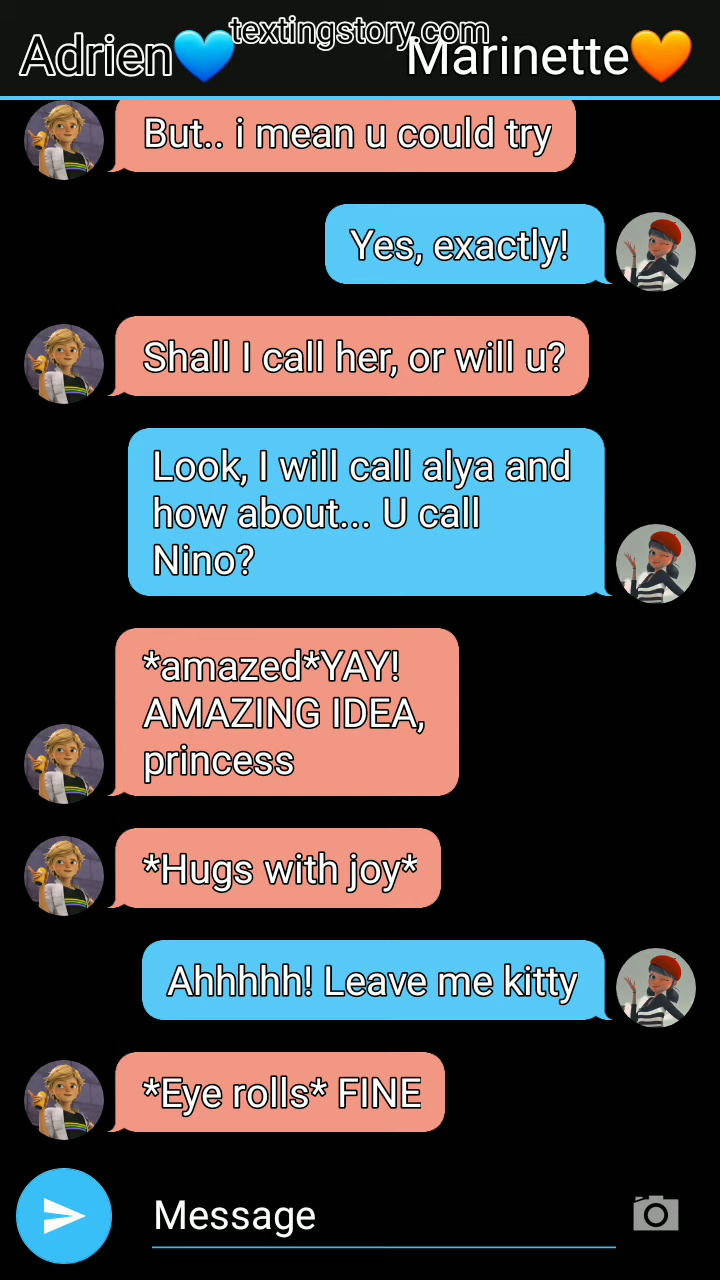 textingstory.com
Adrien💙 Marinette🧡
But.. i mean u could try
Yes, exactly!
Shall I call her, or will u?
Look, I will call alya and
how about... U call
Nino?
*amazed*YAY!
AMAZING IDEA,
princess
*Hugs with joy*
Ahhhhh! Leave me kitty
*Eye rolls* FINE
Message